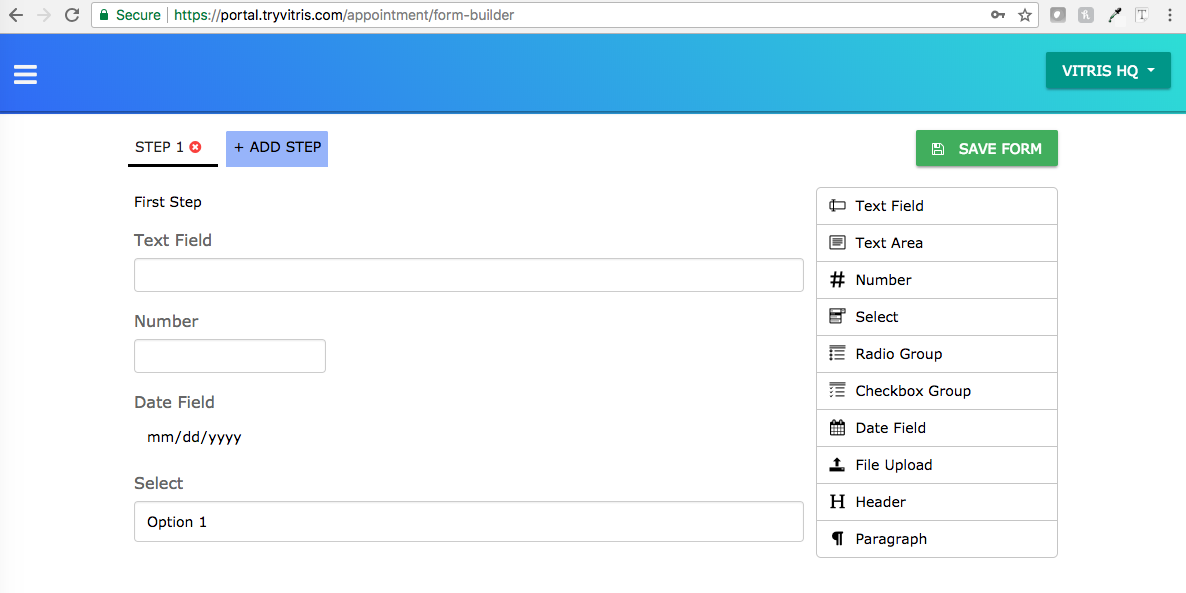 Secure https://portal.tryvitris.com/appointment/form-builder
VITRIS HQ
STEP 1 + ADD STEP SAVE FORM
First Step
Text Field
Number
Date Field
mm/dd/yyyy
Select
Option 1
Text Field
Text Area
# Number
Select
Radio Group
Checkbox Group
Date Field
File Upload
H Header
¶ Paragraph